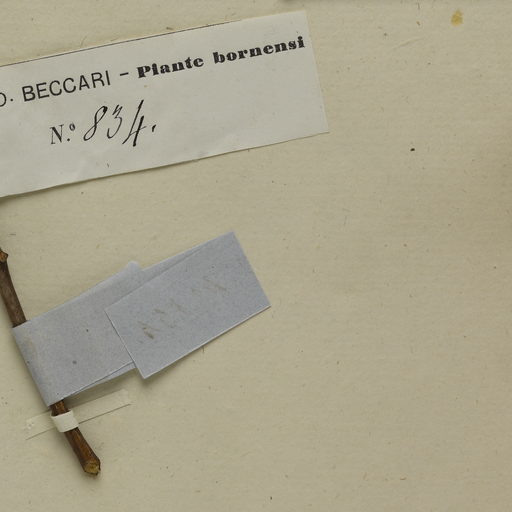 O. BECCARI – Piante bornensi
N.º 834.